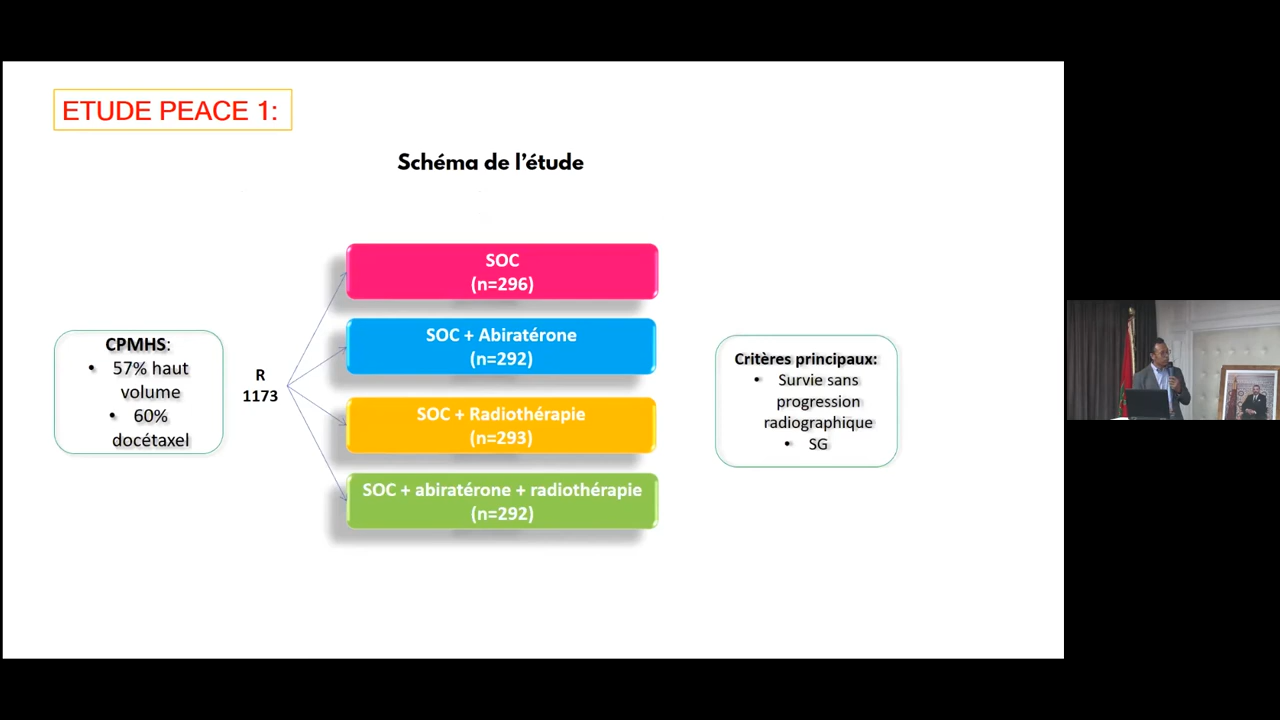 ETUDE PEACE 1:
Schéma de l'étude
CPMHS:
• 57% haut
volume
• 60%
docétaxel
R
1173
SOC
(n=296)
SOC + Abiratérone
(n=292)
SOC + Radiothérapie
(n=293)
SOC + abiratérone + radiothérapie
(n=292)
Critères principaux:
• Survie sans
progression
radiographique
• SG